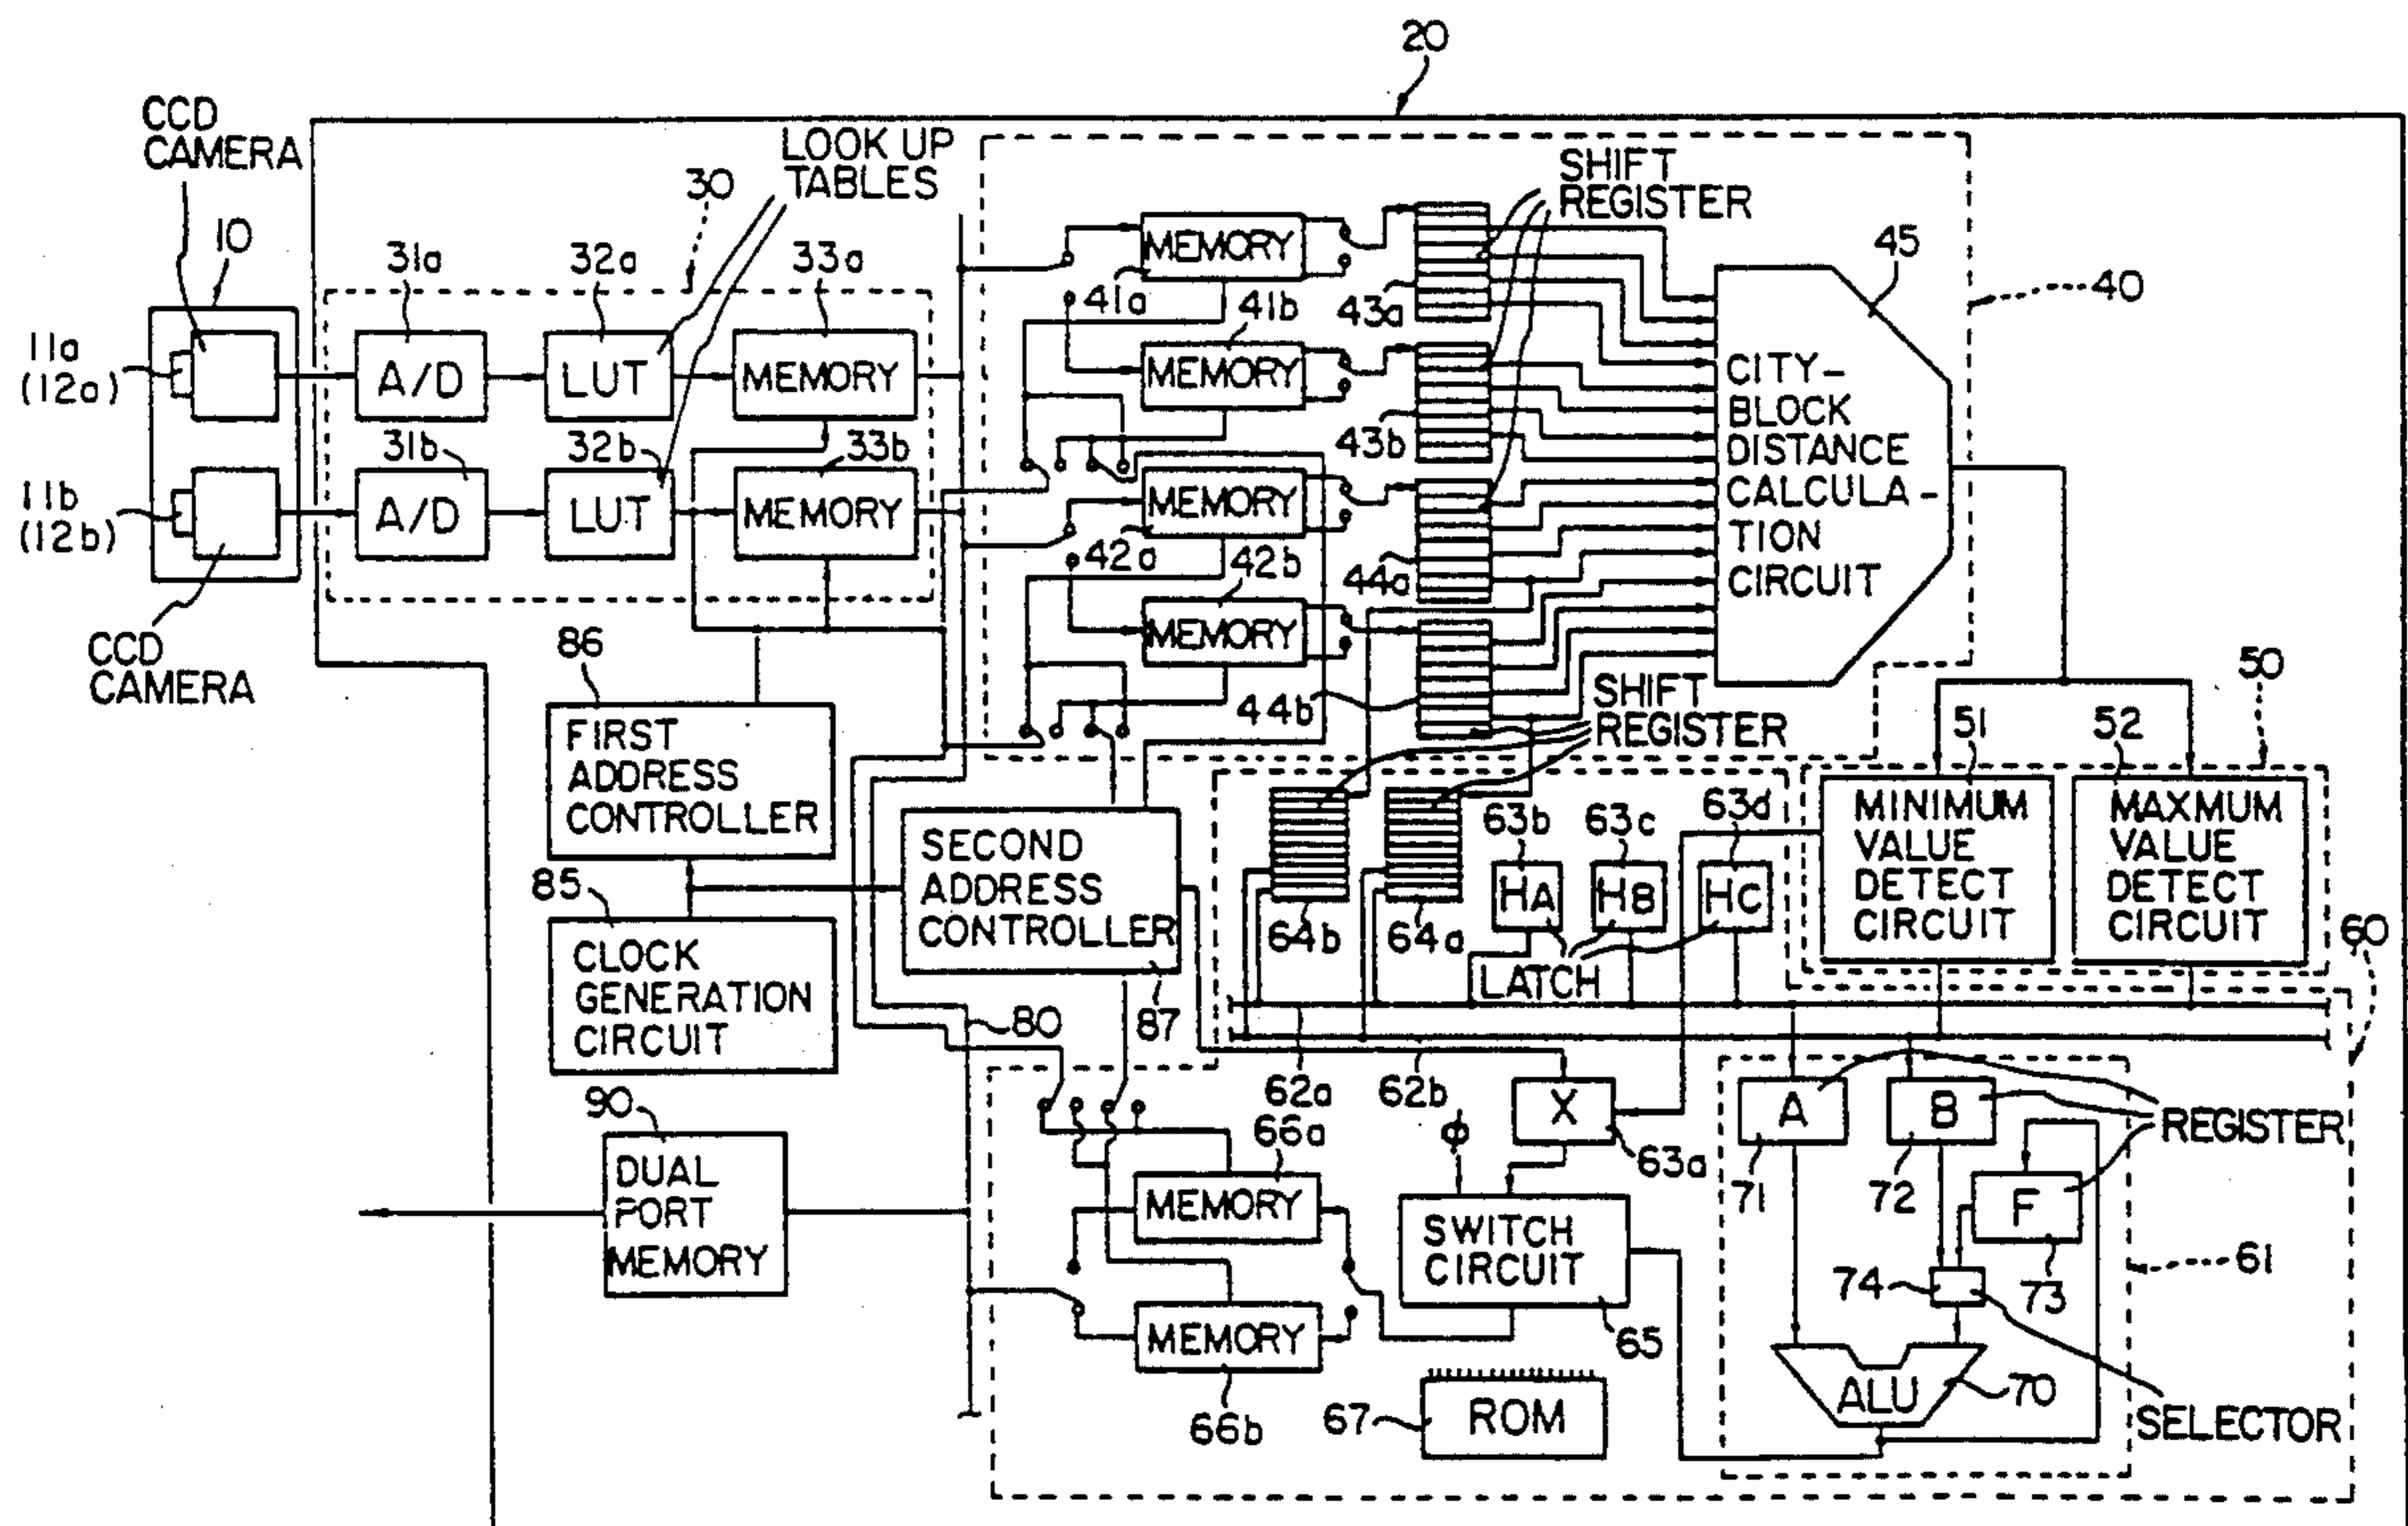 20
CCD
CAMERA
LOOK UP
TABLES
30
SHIFT
REGISTER
10
31a
32a
33a
MEMORY
41a
43a
45
40
11a
(12a)
A/D
LUT
MEMORY
41b
MEMORY
43b
CITY-
BLOCK
DISTANCE
CALCULA-
TION
CIRCUIT
31b
32b
33b
11b
(12b)
A/D
LUT
MEMORY
MEMORY
42a
44a
42b
MEMORY
44b
CCD
CAMERA
86
FIRST
ADDRESS
CONTROLLER
SHIFT
REGISTER
50
51
52
MINIMUM
VALUE
DETECT
CIRCUIT
MAXMUM
VALUE
DETECT
CIRCUIT
SECOND
ADDRESS
CONTROLLER
87
63b
63c
63d
HA
HB
HC
64b
64a
LATCH
60
85
CLOCK
GENERATION
CIRCUIT
80
62a
62b
90
DUAL
PORT
MEMORY
66a
MEMORY
MEMORY
66b
ϕ
X
63a
SWITCH
CIRCUIT
65
67
ROM
A
71
B
72
F
73
REGISTER
74
61
ALU
70
SELECTOR